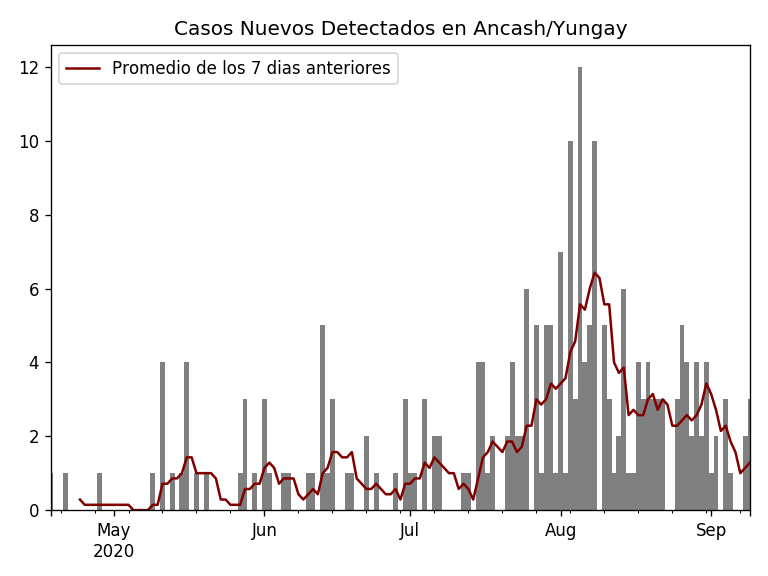 Casos Nuevos Detectados en Ancash/Yungay
Promedio de los 7 dias anteriores
12
10
8
6
4
2
0
May Jun Jul Aug Sep
2020